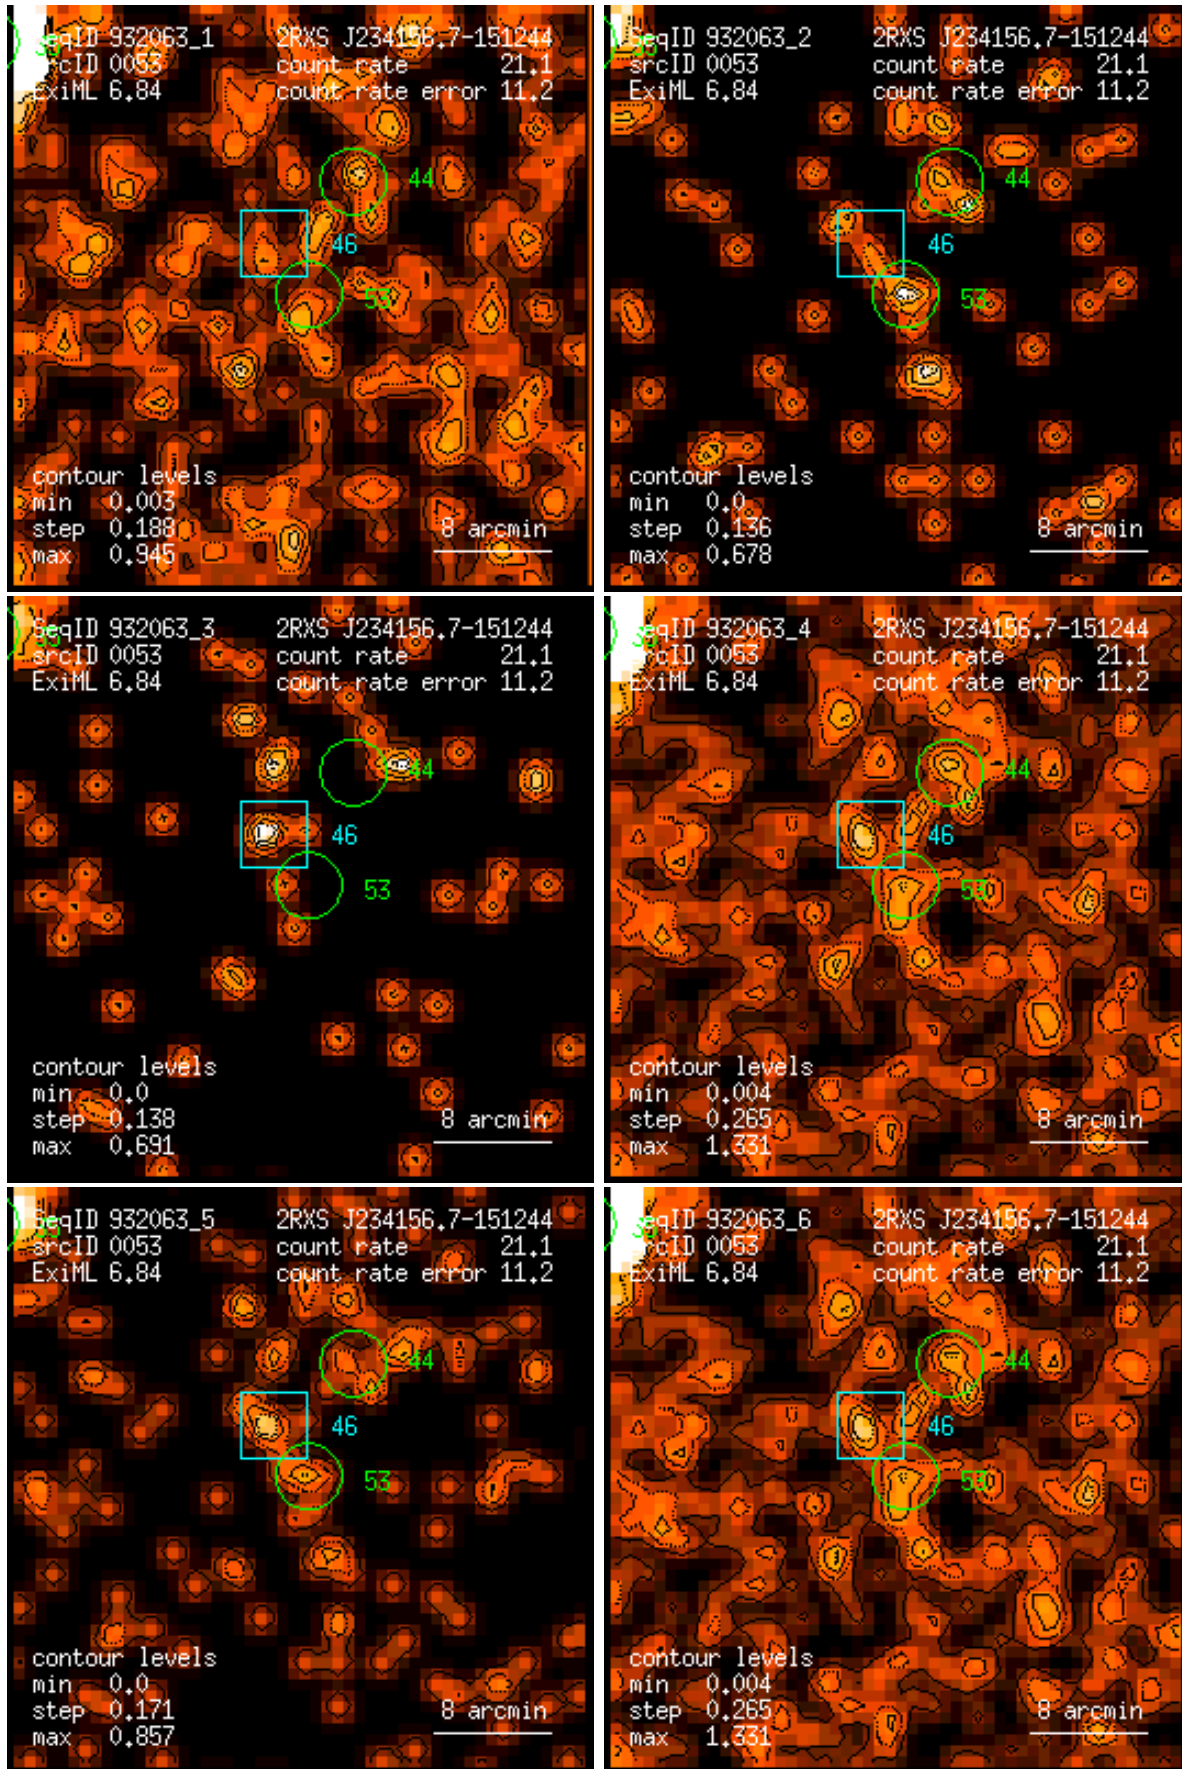 SeqID 932063_1 2RXS J234156.7-151244
srcID 0053 count rate 21.1
ExiML 6.84 count rate error 11.2
44
46
53
contour levels
min 0.003
step 0.188 8 arcmin
max 0.945
SeqID 932063_2 2RXS J234156.7-151244
srcID 0053 count rate 21.1
ExiML 6.84 count rate error 11.2
44
46
53
contour levels
min 0.0
step 0.136 8 arcmin
max 0.678
SeqID 932063_3 2RXS J234156.7-151244
srcID 0053 count rate 21.1
ExiML 6.84 count rate error 11.2
44
46
53
contour levels
min 0.0
step 0.138 8 arcmin
max 0.691
SeqID 932063_4 2RXS J234156.7-151244
srcID 0053 count rate 21.1
ExiML 6.84 count rate error 11.2
44
46
53
contour levels
min 0.004
step 0.265 8 arcmin
max 1.331
SeqID 932063_5 2RXS J234156.7-151244
srcID 0053 count rate 21.1
ExiML 6.84 count rate error 11.2
44
46
53
contour levels
min 0.0
step 0.171 8 arcmin
max 0.857
SeqID 932063_6 2RXS J234156.7-151244
srcID 0053 count rate 21.1
ExiML 6.84 count rate error 11.2
44
46
53
contour levels
min 0.004
step 0.265 8 arcmin
max 1.331